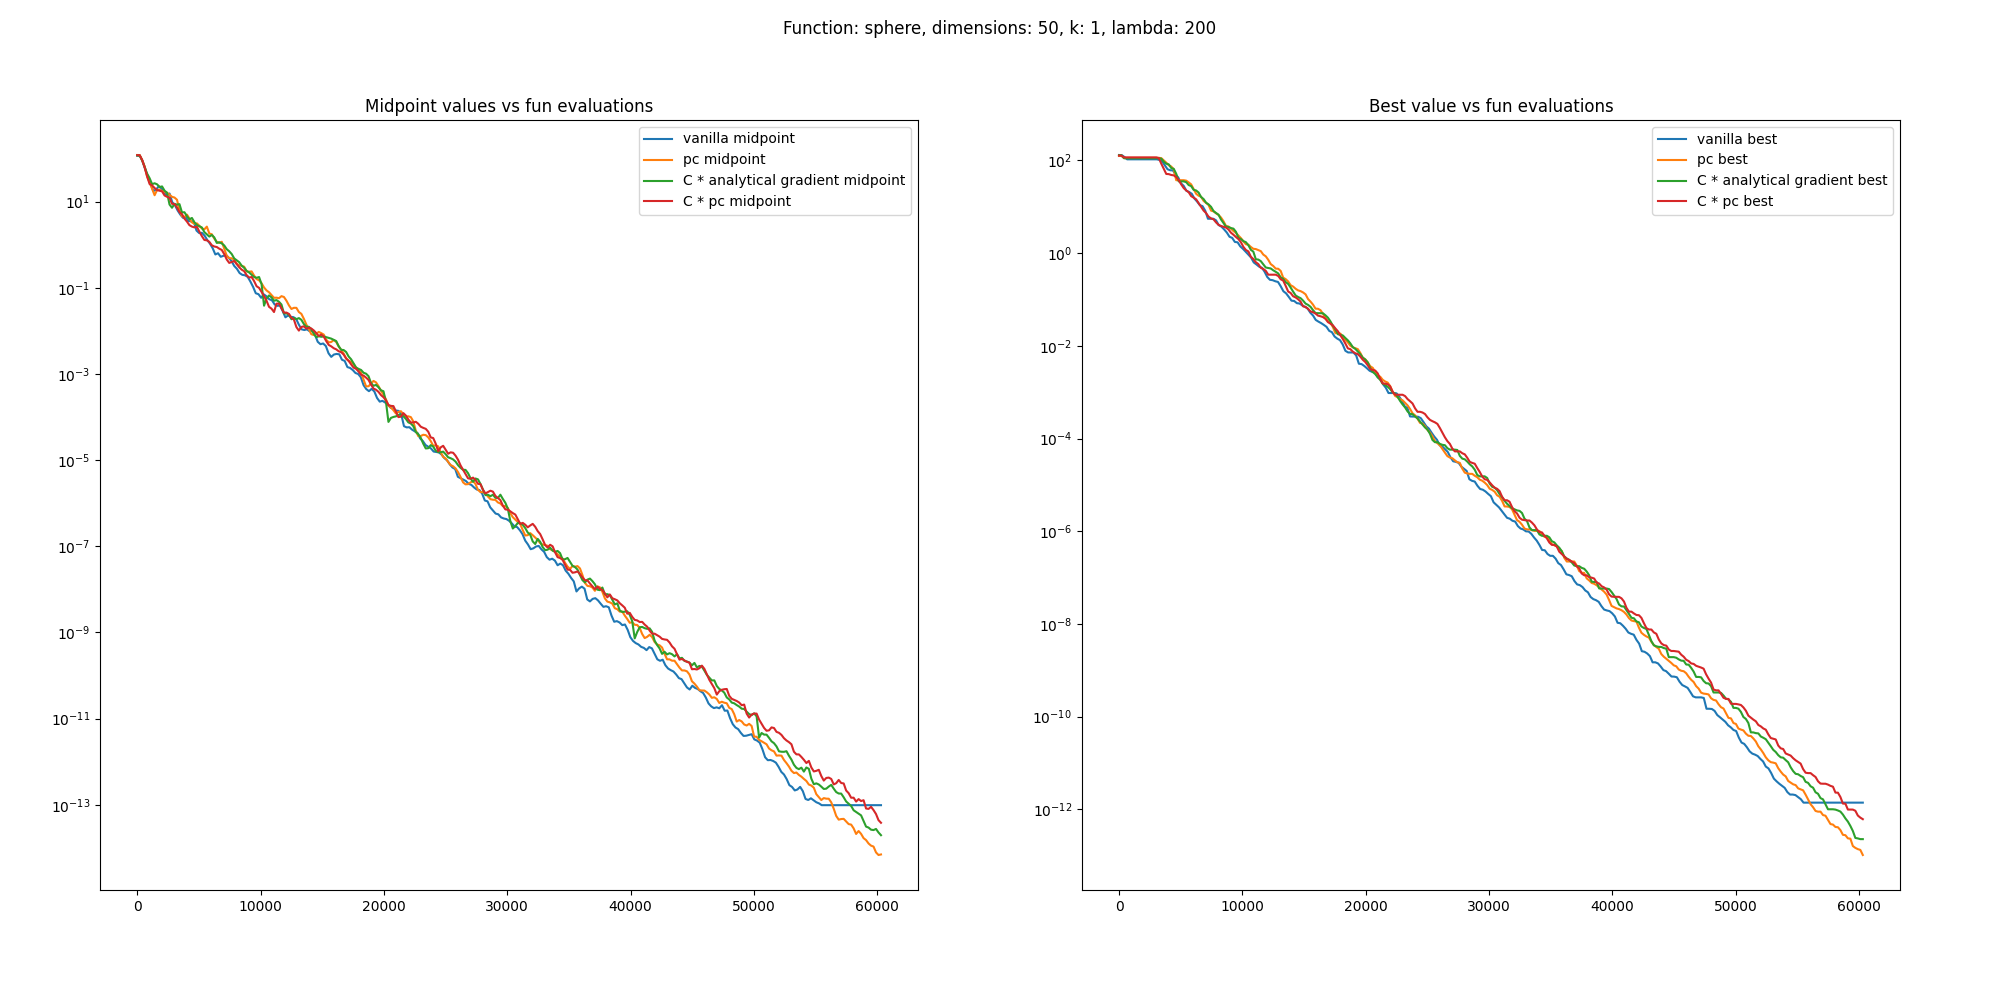 Function: sphere, dimensions: 50, k: 1, lambda: 200
Midpoint values vs fun evaluations
vanilla midpoint
pc midpoint
C * analytical gradient midpoint
C * pc midpoint
10^1
10^-1
10^-3
10^-5
10^-7
10^-9
10^-11
10^-13
0 10000 20000 30000 40000 50000 60000
Best value vs fun evaluations
vanilla best
pc best
C * analytical gradient best
C * pc best
10^2
10^0
10^-2
10^-4
10^-6
10^-8
10^-10
10^-12
0 10000 20000 30000 40000 50000 60000